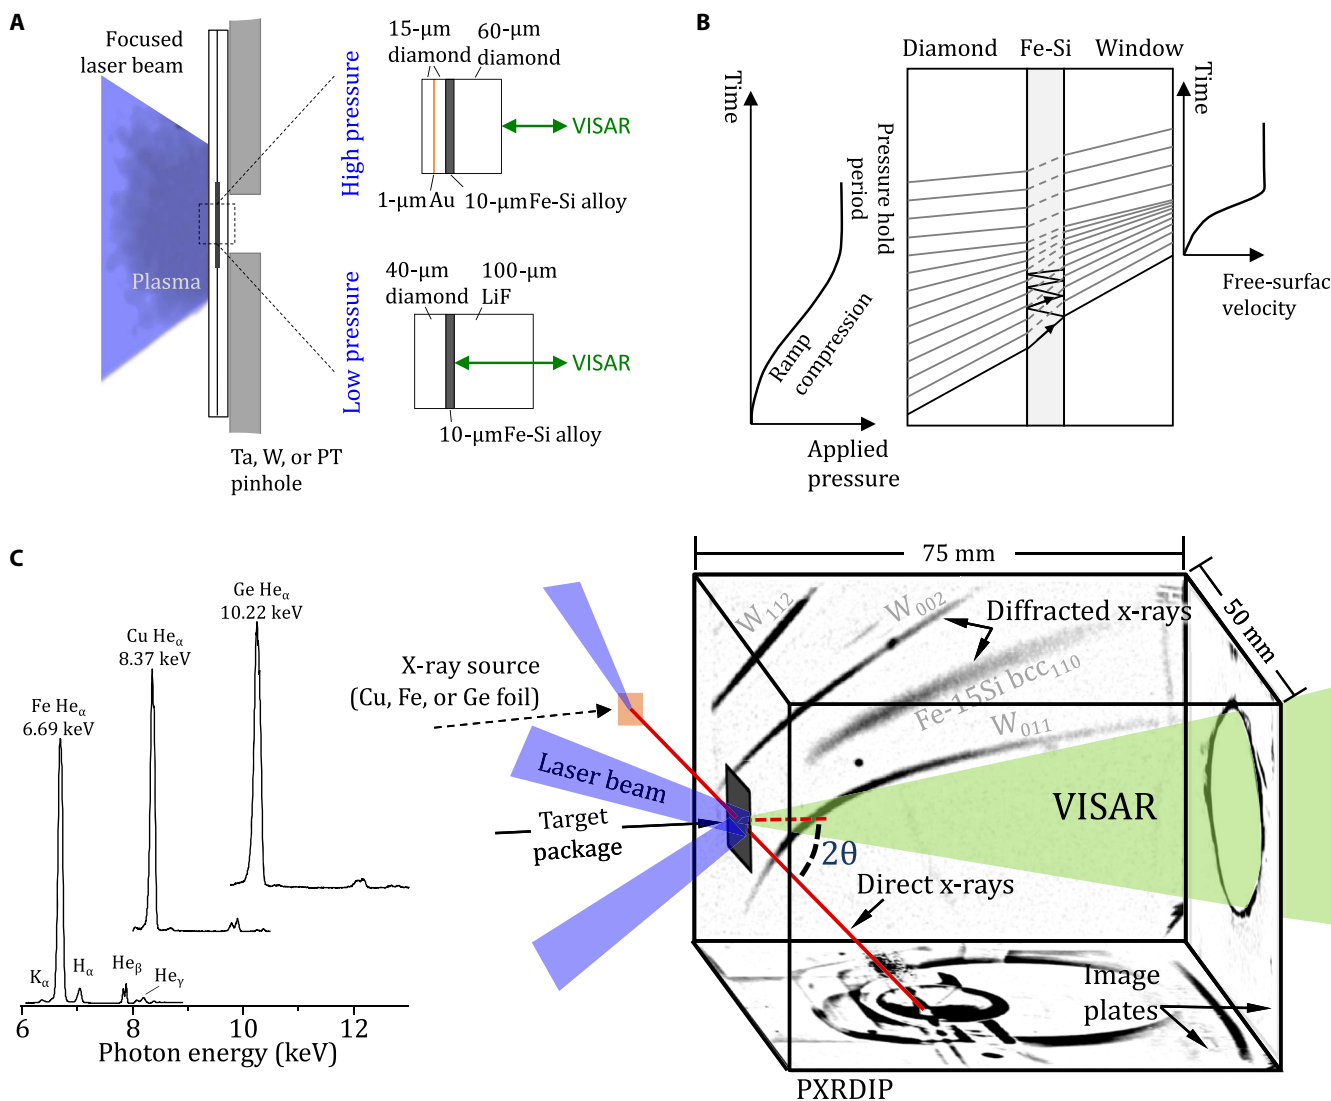 A
Focused
laser beam
Plasma
Ta, W, or PT
pinhole
High pressure
15-μm
diamond
60-μm
diamond
VISAR
1-μm Au
10-μm Fe-Si alloy
Low pressure
40-μm
diamond
100-μm
LiF
VISAR
10-μm Fe-Si alloy
B
Time
Ramp
compression
Pressure hold
period
Applied
pressure
Diamond
Fe-Si
Window
Time
Free-surfac
velocity
C
Fe Heα
6.69 keV
Cu Heα
8.37 keV
Ge Heα
10.22 keV
Kα
Hα
Heβ
Heγ
6
8
10
12
Photon energy (keV)
X-ray source
(Cu, Fe, or Ge foil)
Laser beam
Target
package
75 mm
50 mm
W112
W002
Diffracted x-rays
Fe-15Si bcc110
W011
VISAR
2θ
Direct x-rays
Image
plates
PXRDIP